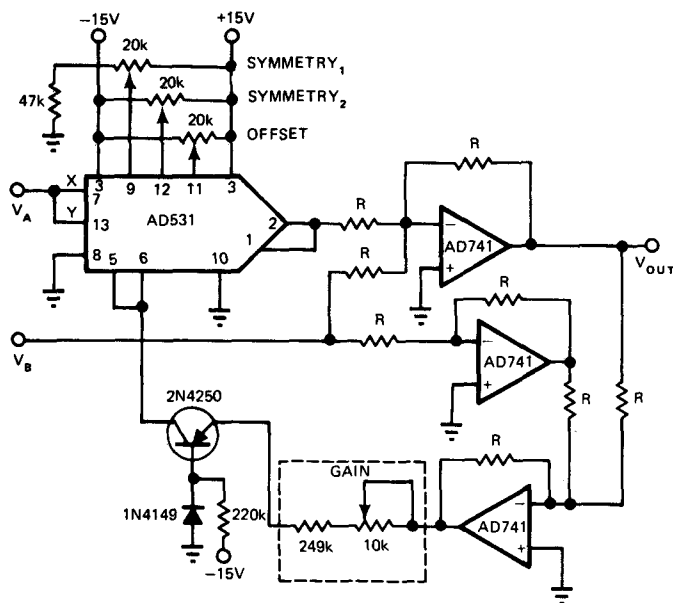 −15V +15V
20k SYMMETRY1
47k 20k SYMMETRY2
20k OFFSET
R
X 3 9 12 11 3
VA 7
Y AD531 2 R −
13 1 AD741
8 5 6 10 + VOUT
R
R
VB R −
AD741
+ R R
2N4250
R
GAIN
1N4149 220k −
249k 10k AD741
−15V +